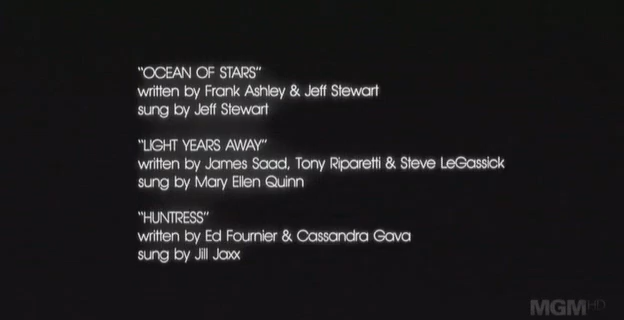 "OCEAN OF STARS"
written by Frank Ashley & Jeff Stewart
sung by Jeff Stewart
"LIGHT YEARS AWAY"
written by James Saad, Tony Riparetti & Steve LeGassick
sung by Mary Ellen Quinn
"HUNTRESS"
written by Ed Fournier & Cassandra Gava
sung by Jill Jaxx
MGM HD